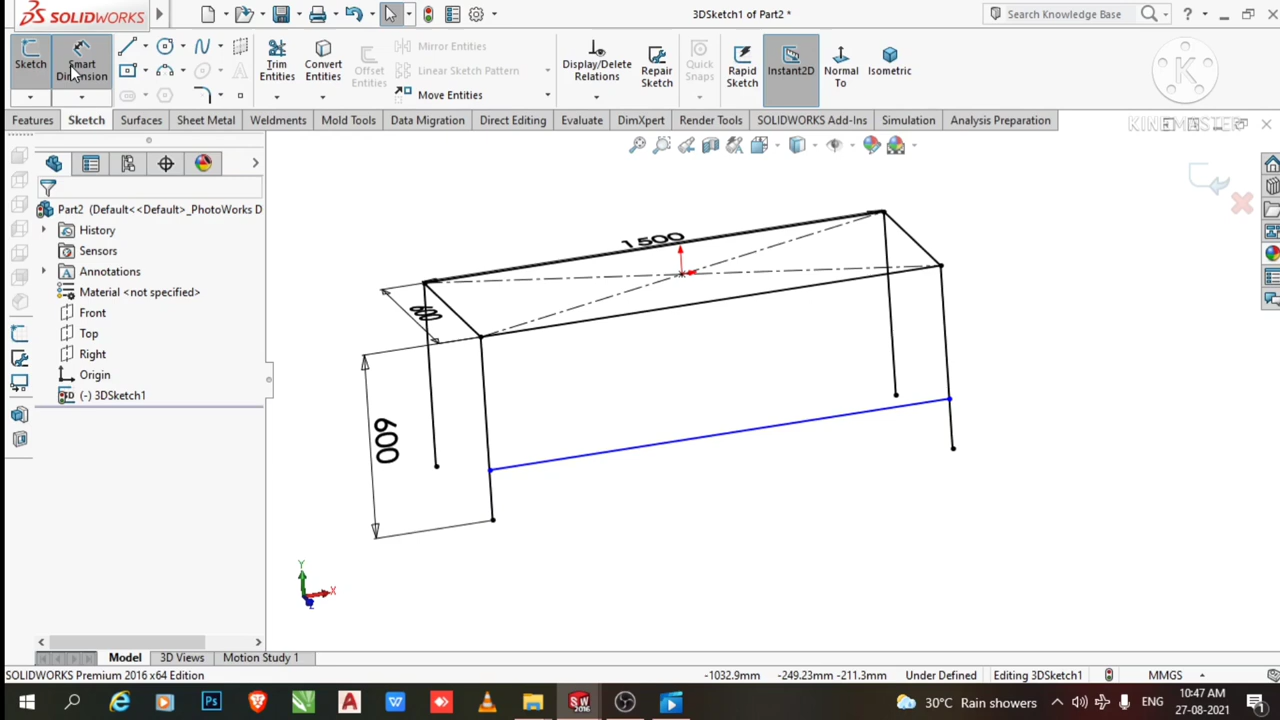 SOLIDWORKS
3DSketch1 of Part2 *
Search Knowledge Base
?
Sketch
Smart Dimension
Trim Entities
Convert Entities
Offset Entities
Mirror Entities
Linear Sketch Pattern
Move Entities
Display/Delete Relations
Repair Sketch
Quick Snaps
Rapid Sketch
Instant2D
Normal To
Isometric
K
Features
Sketch
Surfaces
Sheet Metal
Weldments
Mold Tools
Data Migration
Direct Editing
Evaluate
DimXpert
Render Tools
SOLIDWORKS Add-Ins
Simulation
Analysis Preparation
KINEMASTER
Part2 (Default<<Default>_PhotoWorks D
History
Sensors
Annotations
Material <not specified>
Front
Top
Right
Origin
(-) 3DSketch1
1500
600
Y
X
Z
Model
3D Views
Motion Study 1
SOLIDWORKS Premium 2016 x64 Edition
-1032.9mm
-249.23mm -211.3mm
Under Defined
Editing 3DSketch1
MMGS
30°C Rain showers
ENG
10:47 AM
27-08-2021